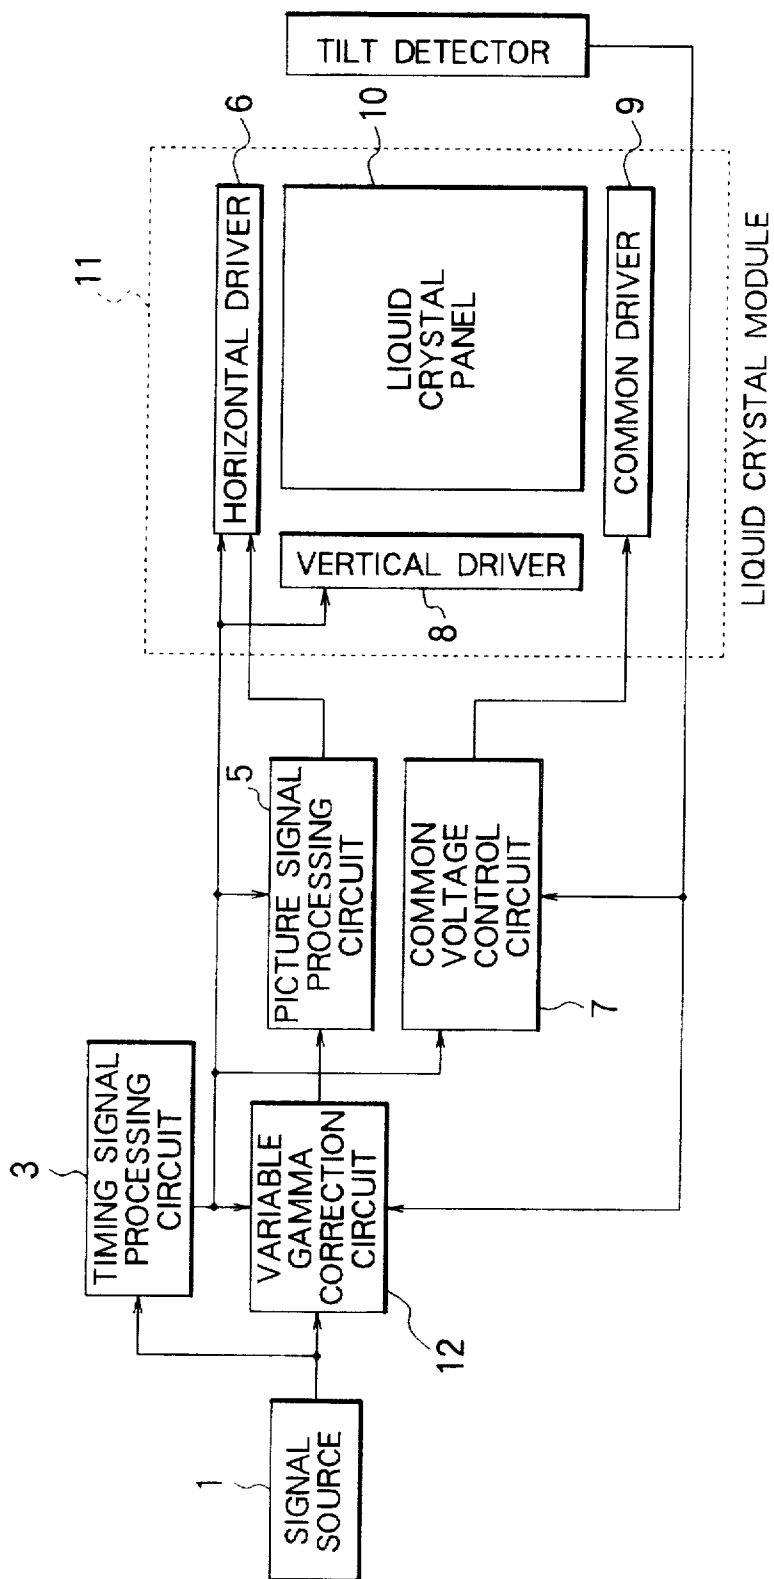 TILT DETECTOR
11
6
HORIZONTAL DRIVER
10
LIQUID
CRYSTAL
PANEL
9
COMMON DRIVER
VERTICAL DRIVER
8
LIQUID CRYSTAL MODULE
3
TIMING SIGNAL
PROCESSING
CIRCUIT
5
PICTURE SIGNAL
PROCESSING
CIRCUIT
COMMON
VOLTAGE
CONTROL
CIRCUIT
7
VARIABLE
GAMMA
CORRECTION
CIRCUIT
12
1
SIGNAL
SOURCE